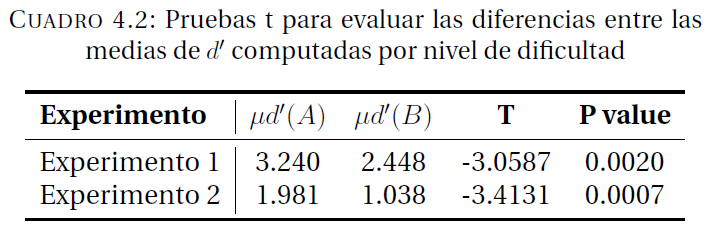 CUADRO 4.2: Pruebas t para evaluar las diferencias entre las
medias de d′ computadas por nivel de dificultad
Experimento μd′(A) μd′(B) T P value
Experimento 1 3.240 2.448 -3.0587 0.0020
Experimento 2 1.981 1.038 -3.4131 0.0007